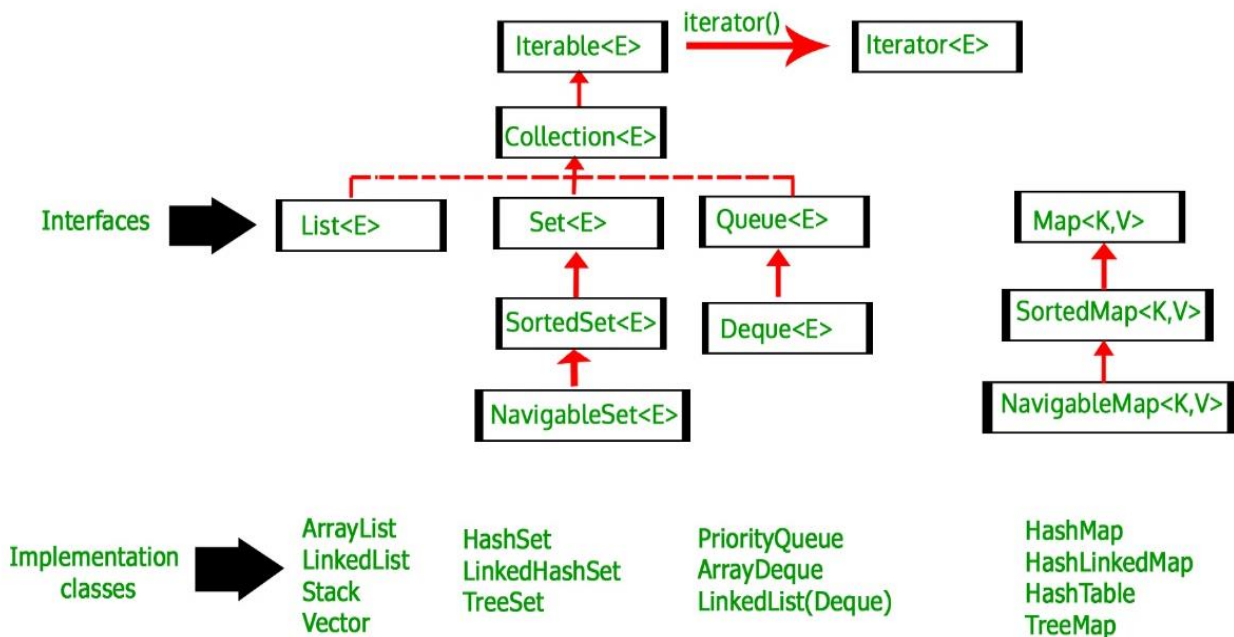 iterator()
Iterable<E>
Iterator<E>
Collection<E>
Interfaces
List<E>
Set<E>
Queue<E>
Map<K,V>
SortedSet<E>
Deque<E>
SortedMap<K,V>
NavigableSet<E>
NavigableMap<K,V>
Implementation
classes
ArrayList
LinkedList
Stack
Vector
HashSet
LinkedHashSet
TreeSet
PriorityQueue
ArrayDeque
LinkedList(Deque)
HashMap
HashLinkedMap
HashTable
TreeMap